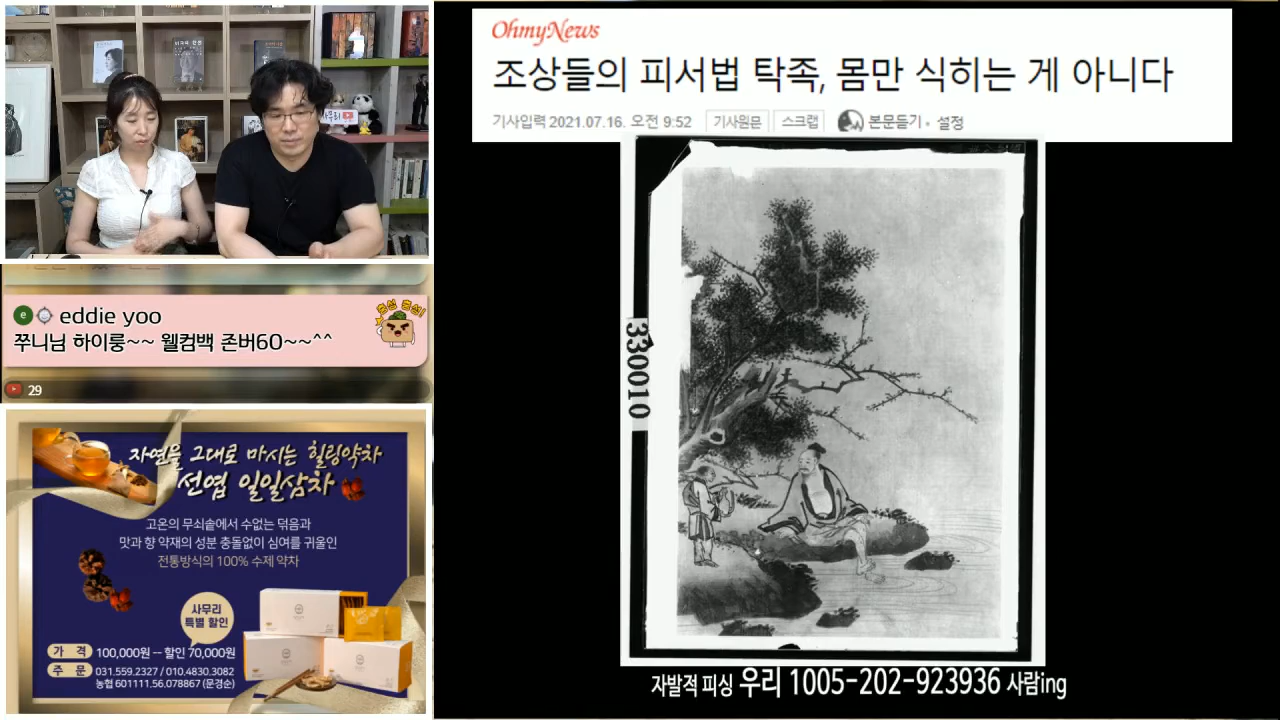 OhmyNews
조상들의 피서법 탁족, 몸만 식히는 게 아니다
기사입력 2021.07.16. 오전 9:52 기사원문 스크랩 본문듣기 · 설정
eddie yoo
쭈니님 하이룽~~ 웰컴백 존버60~~^^
29
자연을 그대로 마시는 힐링약차
선엽 일일삼차
고온의 무쇠솥에서 수없는 덖음과
맛과 향 약재의 성분 충돌없이 심여를 귀울인
전통방식의 100% 수제 약차
사무리
특별 할인
가 격 100,000원 -- 할인 70,000원
주 문 031.559.2327 / 010.4830.3082
농협 601111.56.078867 (문경순)
330010
자발적 피싱 우리 1005-202-923936 사람ing